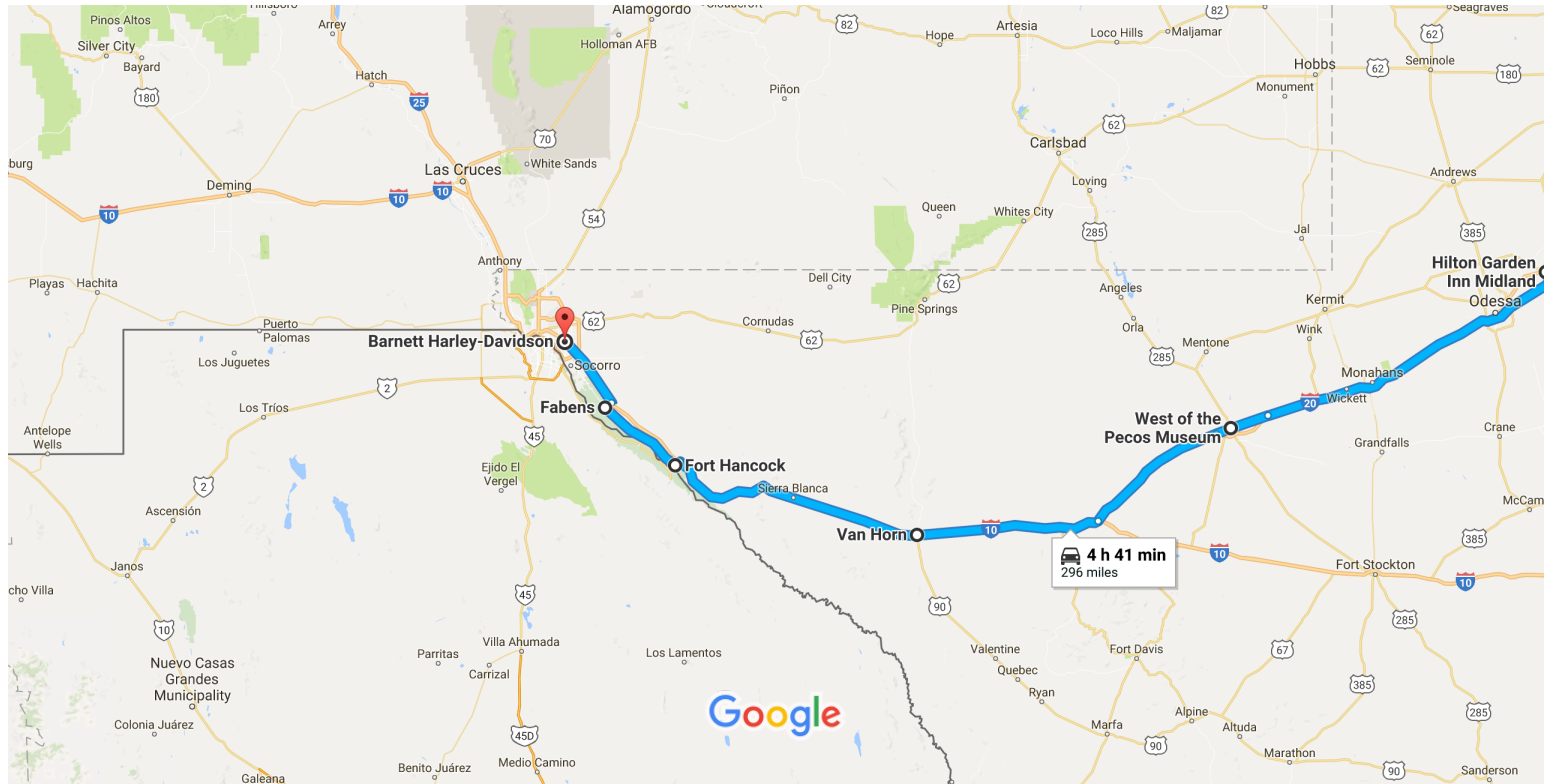 Pinos Altos
Silver City
Bayard
180
Arrey
Hatch
25
Alamogordo
Holloman AFB
82
Hope
Artesia
82
Loco Hills
Maljamar
Seagraves
62
Hobbs
62
Seminole
180
Monument
Piñon
70
White Sands
62
Carlsbad
burg
Deming
Las Cruces
10
10
10
Loving
Andrews
54
Queen
Whites City
285
Jal
385
Anthony
Playas
Hachita
Dell City
62
Pine Springs
Angeles
Orla
Kermit
Wink
Hilton Garden
Inn Midland
Odessa
Puerto
Palomas
Los Juguetes
Barnett Harley-Davidson
62
Cornudas
62
285
Mentone
Socorro
2
Monahans
Wickett
20
Los Tríos
Fabens
West of the
Pecos Museum
Antelope
Wells
45
Grandfalls
Crane
Ejido El
Vergel
Fort Hancock
Sierra Blanca
2
Ascensión
McCam
Van Horn
10
4 h 41 min
296 miles
10
385
Fort Stockton
10
Janos
cho Villa
45
90
285
10
Villa Ahumada
Parritas
Carrizal
Los Lamentos
Valentine
Quebec
Ryan
Fort Davis
67
385
Nuevo Casas
Grandes
Municipality
Colonia Juárez
Google
Marfa
Alpine
Altuda
90
285
45D
Marathon
Benito Juárez
Medio Camino
90
Sanderson
Galeana